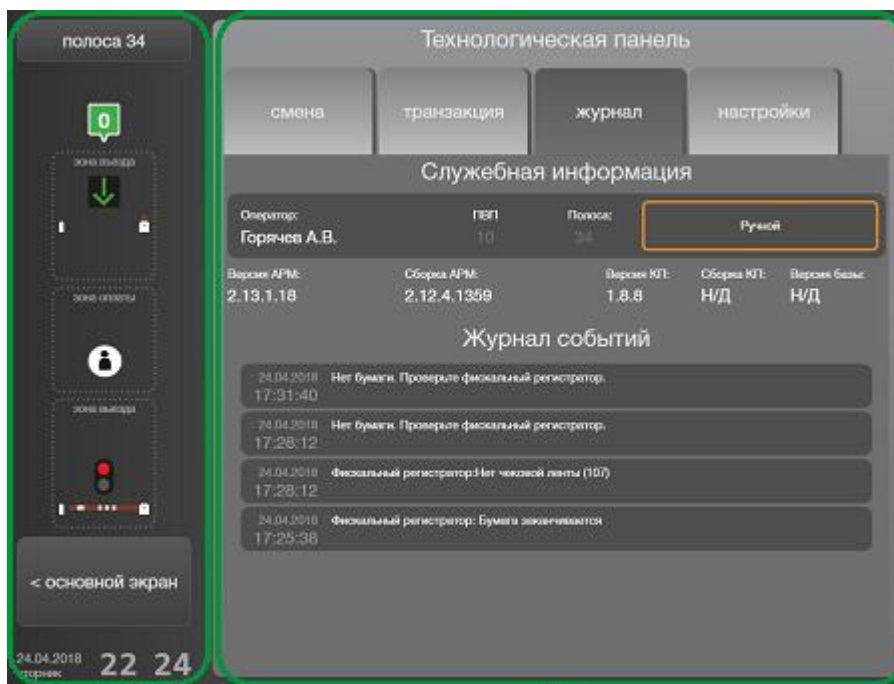 полоса 34
0
зона въезда
зона оплаты
зона выезда
< основной экран
24.04.2018
вторник
22 24
Технологическая панель
смена
транзакция
журнал
настройки
Служебная информация
Оператор:
Горячев А.В.
ПВП
10
Полоса:
34
Ручной
Версия АРМ:
2.13.1.18
Сборка АРМ:
2.12.4.1359
Версия КП:
1.8.8
Сборка КП:
Н/Д
Версия базы:
Н/Д
Журнал событий
24.04.2018 Нет бумаги. Проверьте фискальный регистратор.
17:31:40
24.04.2018 Нет бумаги. Проверьте фискальный регистратор.
17:28:12
24.04.2018 Фискальный регистратор:Нет чековой ленты (107)
17:28:12
24.04.2018 Фискальный регистратор: Бумага заканчивается
17:25:38